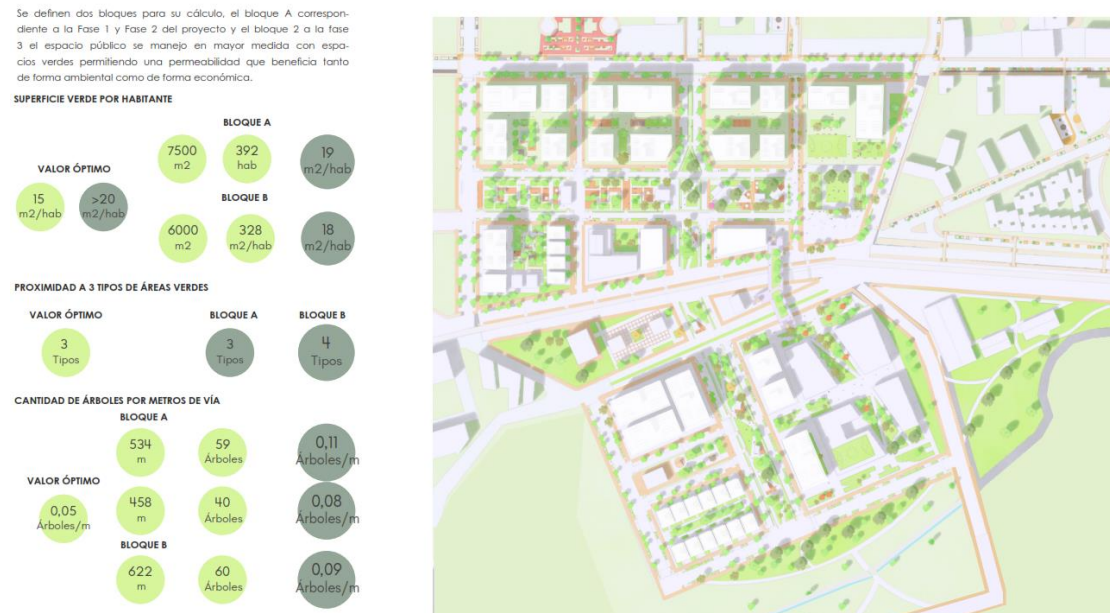 Se definen dos bloques para su cálculo, el bloque A correspon-
diente a la Fase 1 y Fase 2 del proyecto y el bloque 2 a la fase
3 el espacio público se manejo en mayor medida con espa-
cios verdes permitiendo una permeabilidad que beneficia tanto
de forma ambiental como de forma económica.
SUPERFICIE VERDE POR HABITANTE
BLOQUE A
7500
m2
392
hab
19
m2/hab
VALOR ÓPTIMO
15
m2/hab
>20
m2/hab
BLOQUE B
6000
m2
328
m2/hab
18
m2/hab
PROXIMIDAD A 3 TIPOS DE ÁREAS VERDES
VALOR ÓPTIMO
3
Tipos
BLOQUE A
3
Tipos
BLOQUE B
4
Tipos
CANTIDAD DE ÁRBOLES POR METROS DE VÍA
BLOQUE A
534
m
59
Árboles
0,11
Árboles/m
VALOR ÓPTIMO
0,05
Árboles/m
458
m
40
Árboles
0,08
Árboles/m
BLOQUE B
622
m
60
Árboles
0,09
Árboles/m